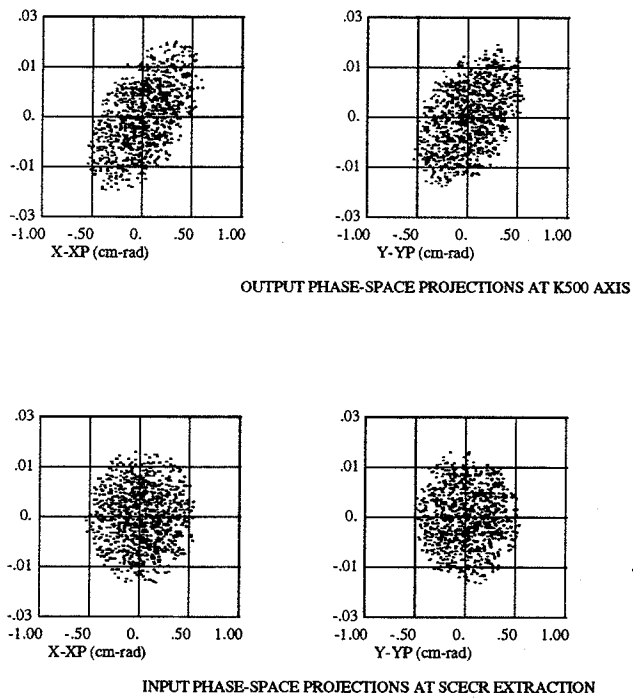 .03 .03
.01 .01
0. 0.
-.01 -.01
-.03 -.03
-1.00 -.50 0. .50 1.00 -1.00 -.50 0. .50 1.00
X-XP (cm-rad) Y-YP (cm-rad)
OUTPUT PHASE-SPACE PROJECTIONS AT K500 AXIS
.03 .03
.01 .01
0. 0.
-.01 -.01
-.03 -.03
-1.00 -.50 0. .50 1.00 -1.00 -.50 0. .50 1.00
X-XP (cm-rad) Y-YP (cm-rad)
INPUT PHASE-SPACE PROJECTIONS AT SCECR EXTRACTION